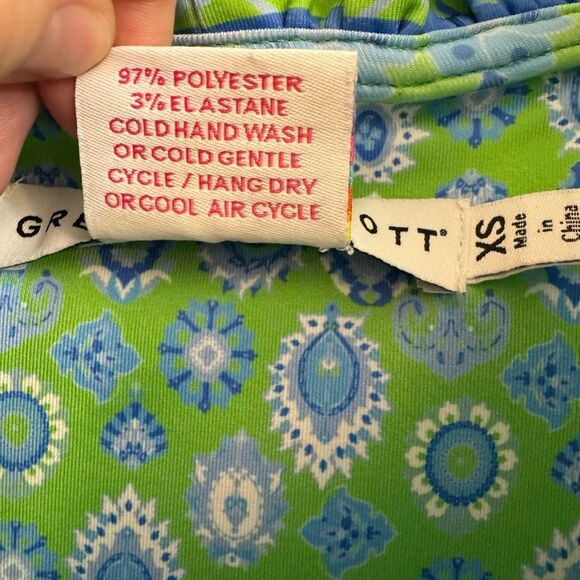 97% POLYESTER
3% ELASTANE
COLD HAND WASH
OR COLD GENTLE
CYCLE / HANG DRY
OR COOL AIR CYCLE
GRE OTT®
XS
Made
in
China